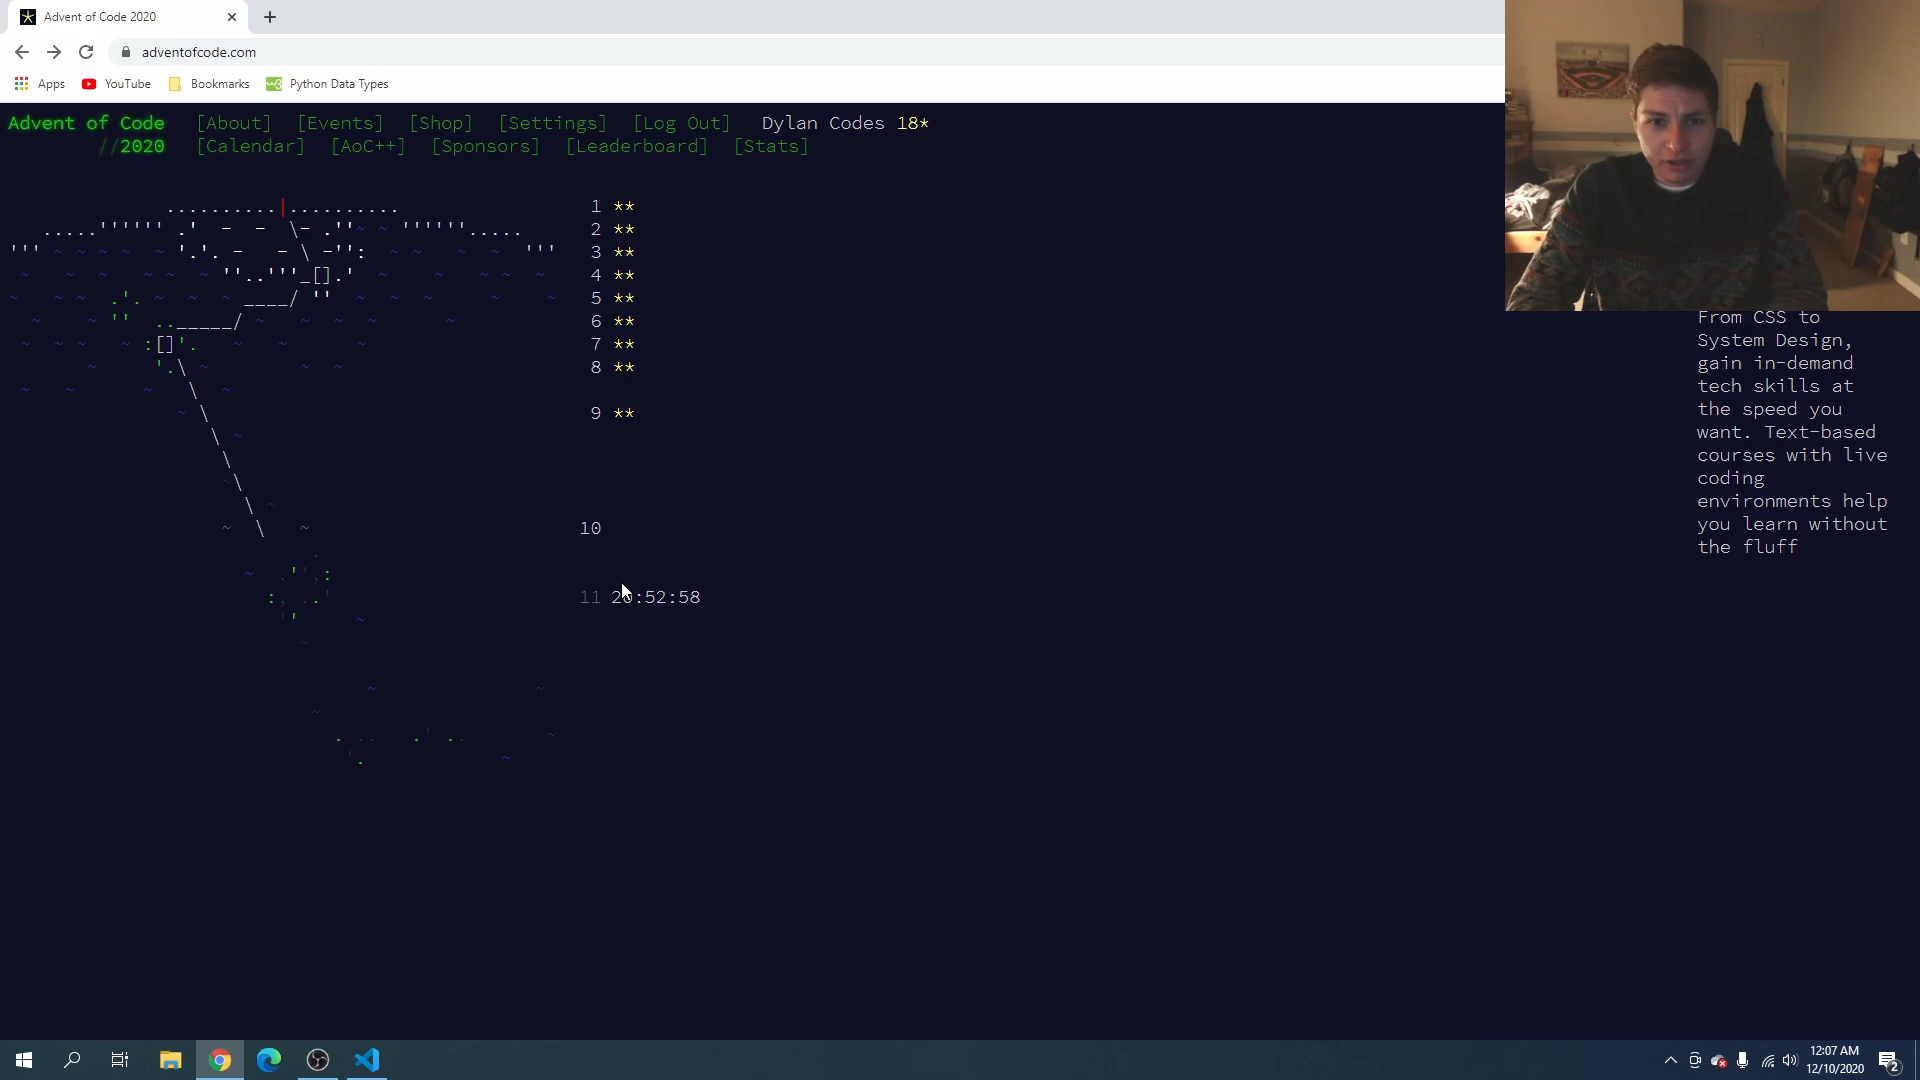 Advent of Code 2020
adventofcode.com
Apps YouTube Bookmarks Python Data Types
Advent of Code [About] [Events] [Shop] [Settings] [Log Out] Dylan Codes 18*
//2020 [Calendar] [AoC++] [Sponsors] [Leaderboard] [Stats]
1 **
2 **
3 **
4 **
5 **
6 **
7 **
8 **
9 **
10
11
From CSS to
System Design,
gain in-demand
tech skills at
the speed you
want. Text-based
courses with live
coding
environments help
you learn without
the fluff
12:07 AM
12/10/2020
2